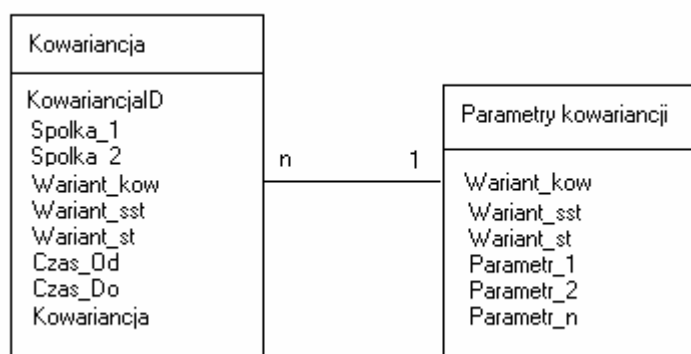 Kowariancja
KowariancjaID
Spolka_1
Spolka_2
Wariant_kow
Wariant_sst
Wariant_st
Czas_Od
Czas_Do
Kowariancja
n
1
Parametry kowariancji
Wariant_kow
Wariant_sst
Wariant_st
Parametr_1
Parametr_2
Parametr_n